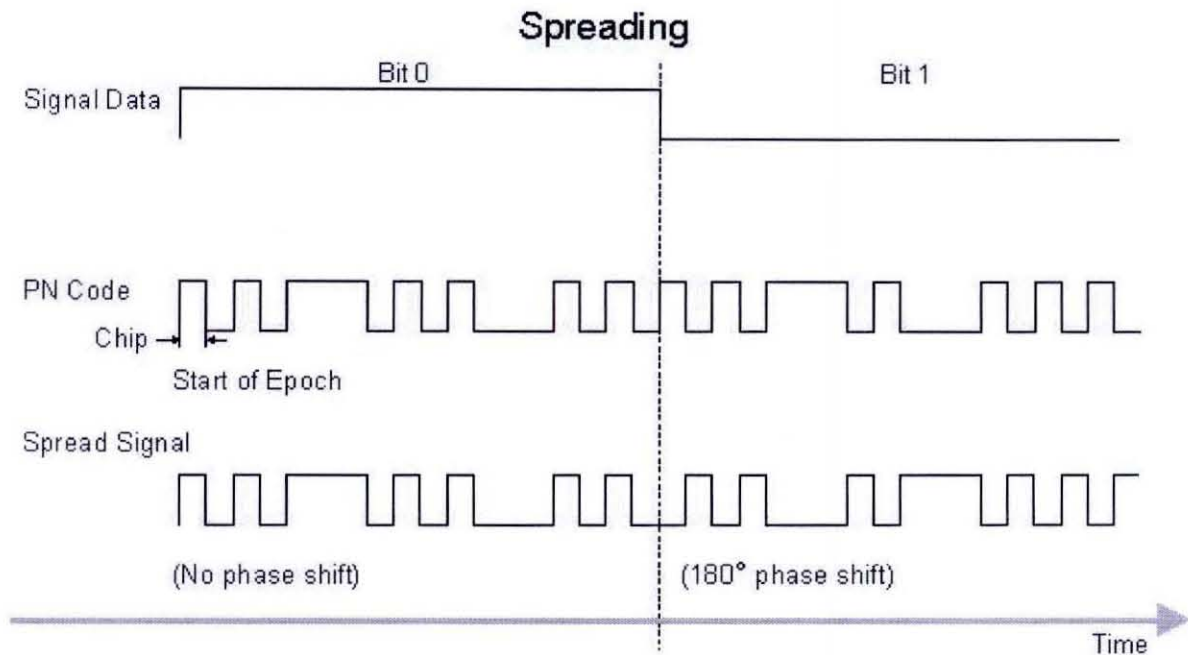 Spreading
Bit 0
Bit 1
Signal Data
PN Code
Chip
Start of Epoch
Spread Signal
(No phase shift)
(180° phase shift)
Time